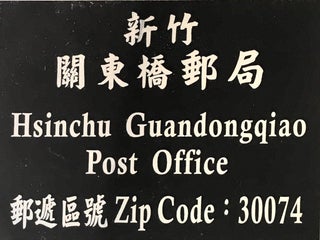 新竹
關東橋郵局
Hsinchu Guandongqiao
Post Office
郵遞區號 Zip Code：30074